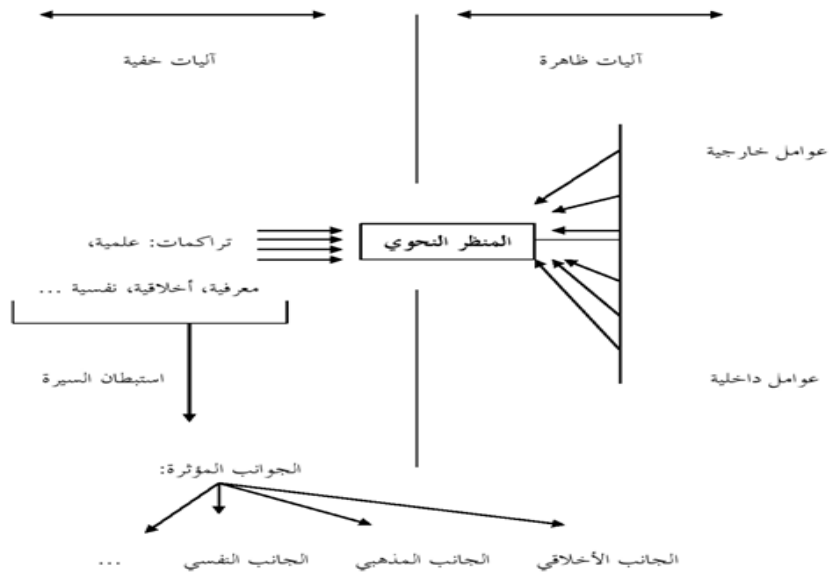 آليات ظاهرة
آليات خفية
عوامل خارجية
المنظر النحوي
تراكمات: علمية،
معرفية، أخلاقية، نفسية ...
عوامل داخلية
استبطان السيرة
الجوانب المؤثرة:
الجانب الأخلاقي
الجانب المذهبي
الجانب النفسي
...